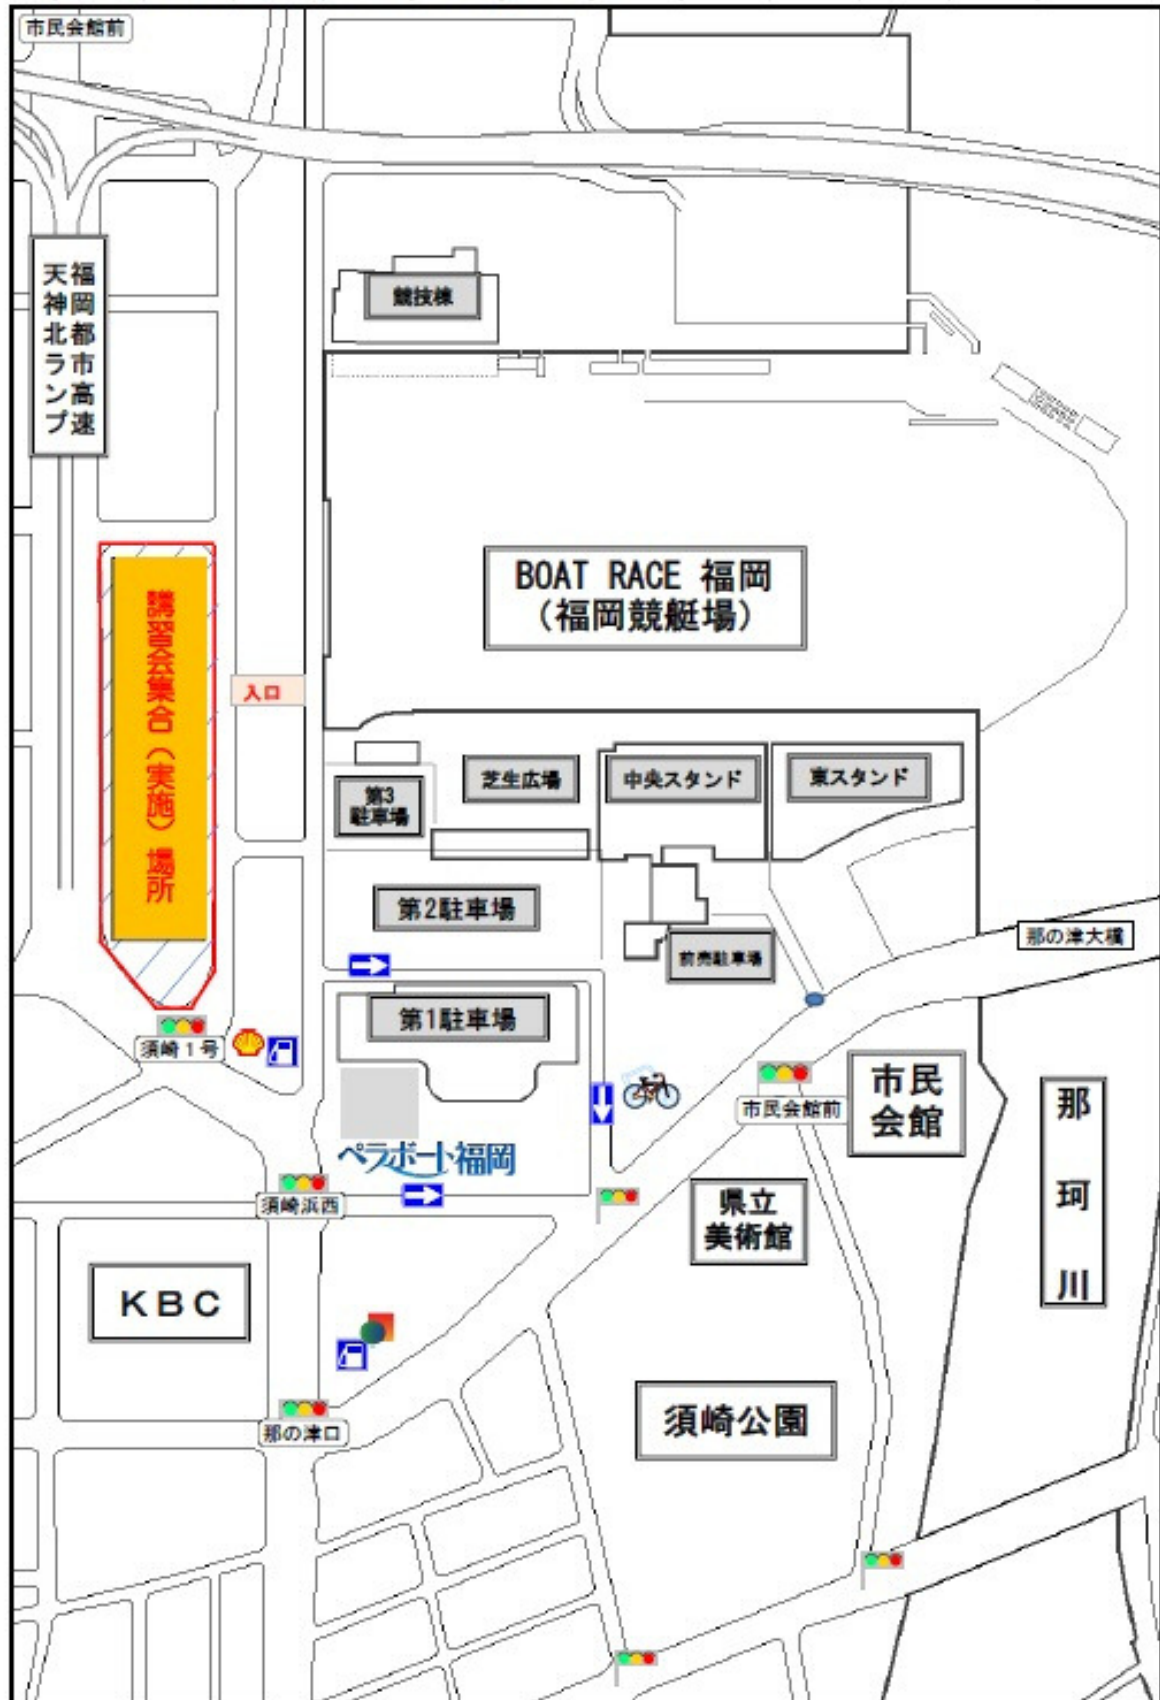 市民会館前
福岡都市高速
天神北ランプ
競技棟
BOAT RACE 福岡
（福岡競艇場）
講習会集合（実施）場所
入口
第3
駐車場
芝生広場
中央スタンド
東スタンド
第2駐車場
前売駐車場
那の津大橋
第1駐車場
須崎1号
市民会館前
市民
会館
那珂川
ペラボート福岡
須崎浜西
県立
美術館
KBC
須崎公園
那の津口